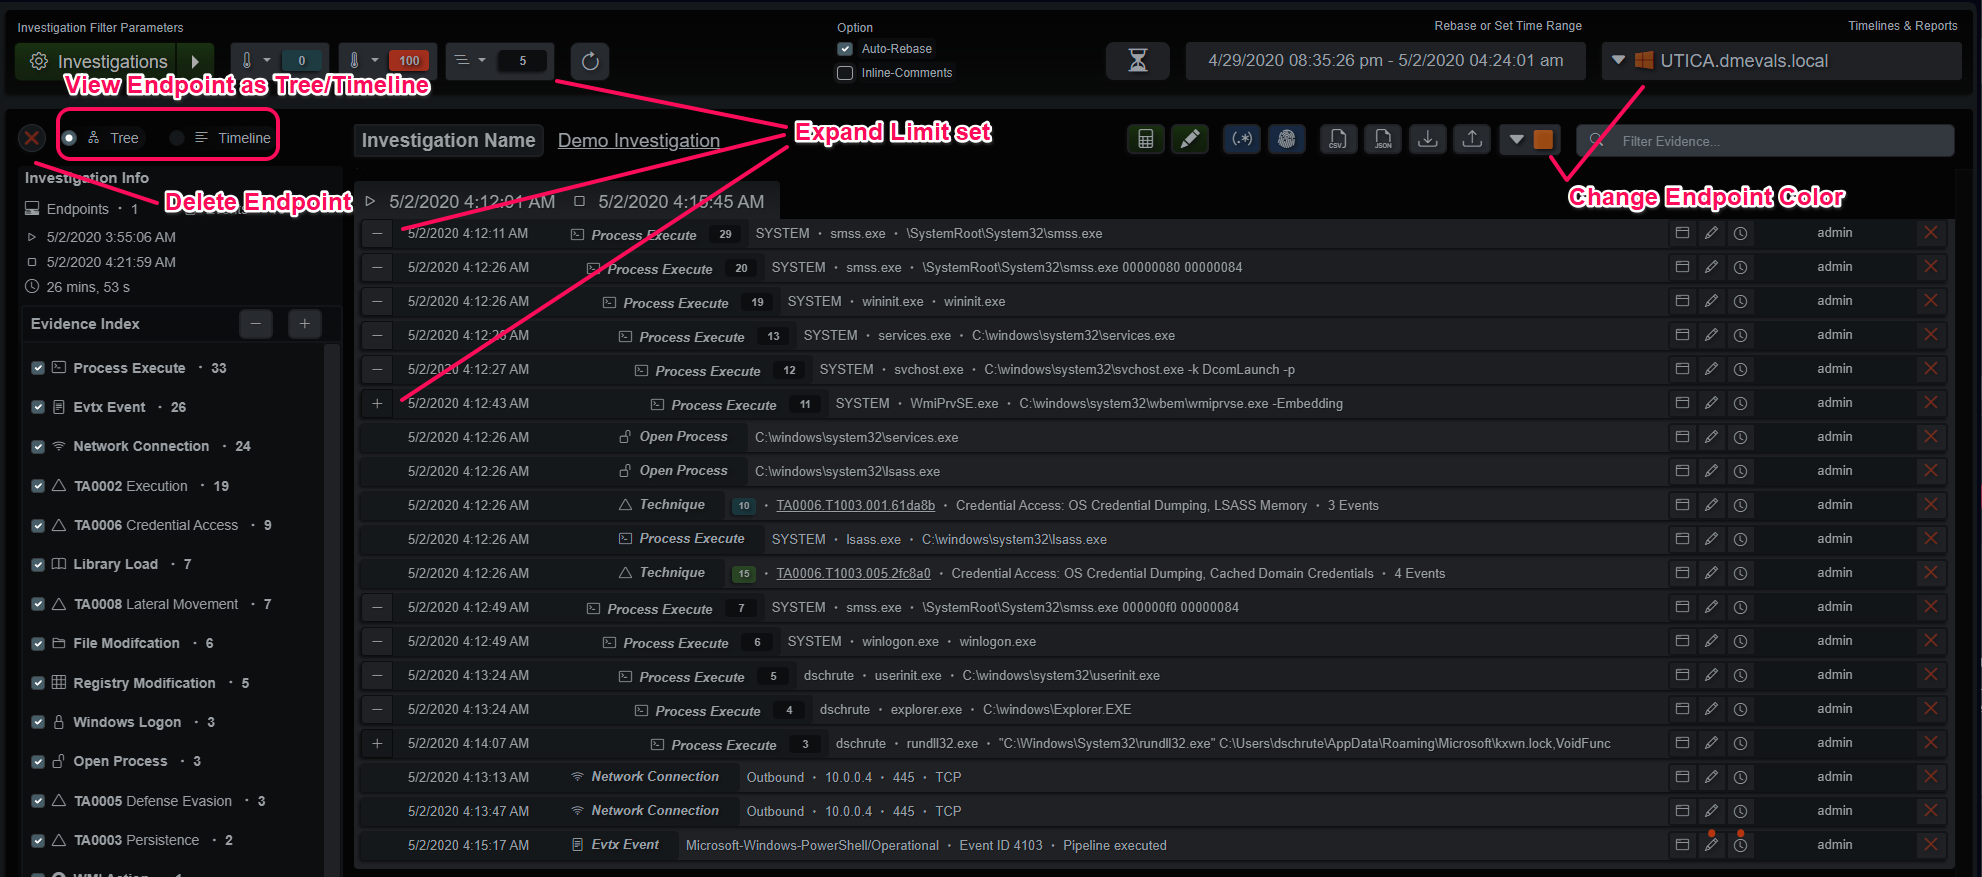 Investigation Filter Parameters
Option
Rebase or Set Time Range
Timelines & Reports
Investigations
0
100
5
Auto-Rebase
Inline-Comments
4/29/2020 08:35:26 pm - 5/2/2020 04:24:01 am
UTICA.dmevals.local
View Endpoint as Tree/Timeline
Expand Limit set
Tree
Timeline
Investigation Name
Demo Investigation
(.*)
CSV
JSON
Filter Evidence...
Change Endpoint Color
Investigation Info
Delete Endpoint
Endpoints · 1
5/2/2020 3:55:06 AM
5/2/2020 4:21:59 AM
26 mins, 53 s
Evidence Index
Process Execute · 33
Evtx Event · 26
Network Connection · 24
TA0002 Execution · 19
TA0006 Credential Access · 9
Library Load · 7
TA0008 Lateral Movement · 7
File Modifcation · 6
Registry Modification · 5
Windows Logon · 3
Open Process · 3
TA0005 Defense Evasion · 3
TA0003 Persistence · 2
5/2/2020 4:12:01 AM 5/2/2020 4:15:45 AM
5/2/2020 4:12:11 AM Process Execute 29 SYSTEM · smss.exe · \SystemRoot\System32\smss.exe admin
5/2/2020 4:12:26 AM Process Execute 20 SYSTEM · smss.exe · \SystemRoot\System32\smss.exe 00000080 00000084 admin
5/2/2020 4:12:26 AM Process Execute 19 SYSTEM · wininit.exe · wininit.exe admin
5/2/2020 4:12:26 AM Process Execute 13 SYSTEM · services.exe · C:\windows\system32\services.exe admin
5/2/2020 4:12:27 AM Process Execute 12 SYSTEM · svchost.exe · C:\windows\system32\svchost.exe -k DcomLaunch -p admin
5/2/2020 4:12:43 AM Process Execute 11 SYSTEM · WmiPrvSE.exe · C:\windows\system32\wbem\wmiprvse.exe -Embedding admin
5/2/2020 4:12:26 AM Open Process C:\windows\system32\services.exe admin
5/2/2020 4:12:26 AM Open Process C:\windows\system32\lsass.exe admin
5/2/2020 4:12:26 AM Technique 10 · TA0006.T1003.001.61da8b · Credential Access: OS Credential Dumping, LSASS Memory · 3 Events admin
5/2/2020 4:12:26 AM Process Execute SYSTEM · lsass.exe · C:\windows\system32\lsass.exe admin
5/2/2020 4:12:26 AM Technique 15 · TA0006.T1003.005.2fc8a0 · Credential Access: OS Credential Dumping, Cached Domain Credentials · 4 Events admin
5/2/2020 4:12:49 AM Process Execute 7 SYSTEM · smss.exe · \SystemRoot\System32\smss.exe 000000f0 00000084 admin
5/2/2020 4:12:49 AM Process Execute 6 SYSTEM · winlogon.exe · winlogon.exe admin
5/2/2020 4:13:24 AM Process Execute 5 dschrute · userinit.exe · C:\windows\system32\userinit.exe admin
5/2/2020 4:13:24 AM Process Execute 4 dschrute · explorer.exe · C:\windows\Explorer.EXE admin
5/2/2020 4:14:07 AM Process Execute 3 dschrute · rundll32.exe · "C:\Windows\System32\rundll32.exe" C:\Users\dschrute\AppData\Roaming\Microsoft\kxwn.lock,VoidFunc admin
5/2/2020 4:13:13 AM Network Connection Outbound · 10.0.0.4 · 445 · TCP admin
5/2/2020 4:13:47 AM Network Connection Outbound · 10.0.0.4 · 445 · TCP admin
5/2/2020 4:15:17 AM Evtx Event Microsoft-Windows-PowerShell/Operational · Event ID 4103 · Pipeline executed admin